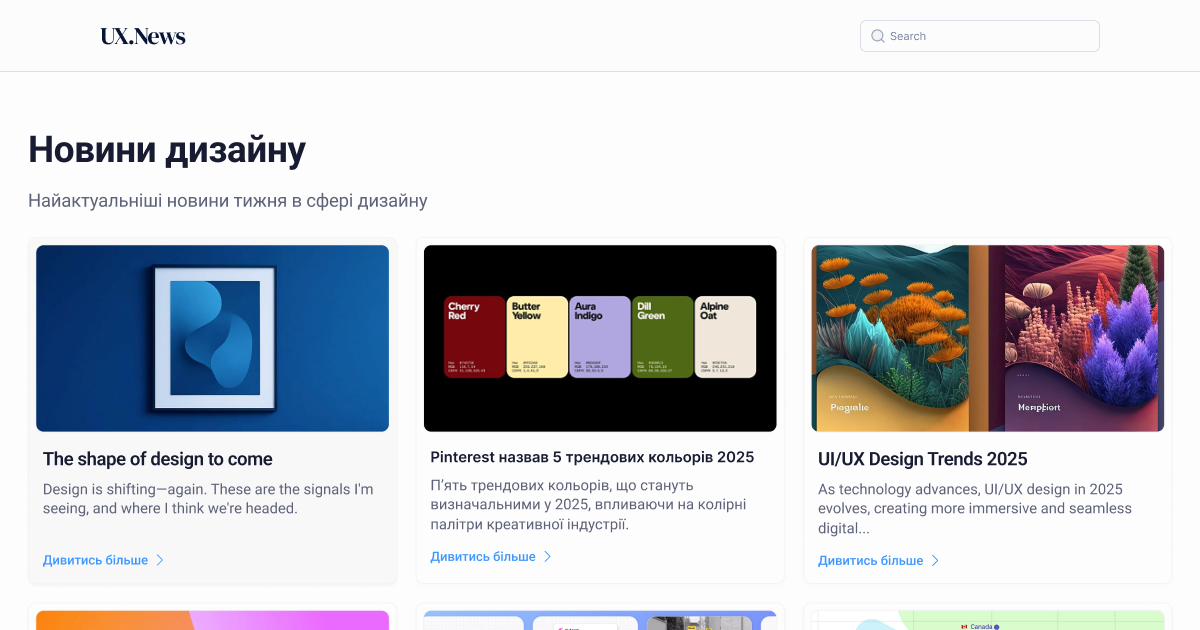 UX.News
Search
Новини дизайну
Найактуальніші новини тижня в сфері дизайну
Cherry Red
Butter Yellow
Aura Indigo
Dill Green
Alpine Oat
The shape of design to come
Design is shifting—again. These are the signals I'm
seeing, and where I think we're headed.
Дивитись більше
Pinterest назвав 5 трендових кольорів 2025
П'ять трендових кольорів, що стануть
визначальними у 2025, впливаючи на колірні
палітри креативної індустрії.
Дивитись більше
UI/UX Design Trends 2025
As technology advances, UI/UX design in 2025
evolves, creating more immersive and seamless
digital...
Дивитись більше
Canada